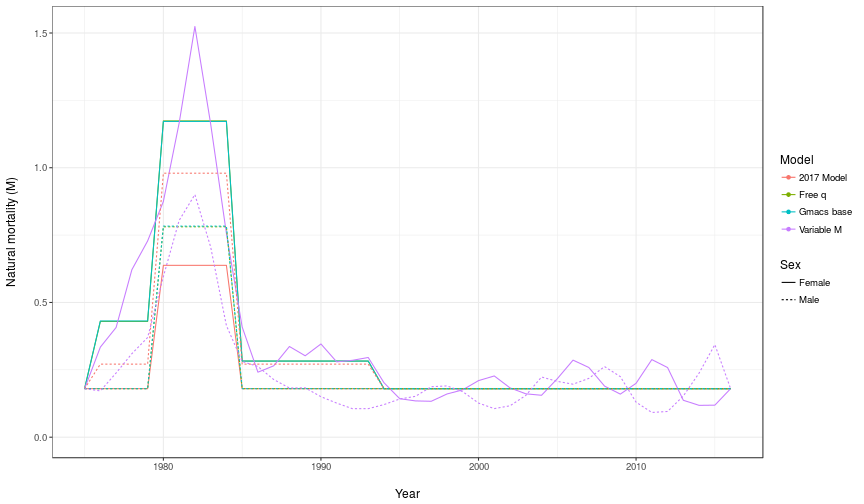 1.5
1.0
0.5
0.0
Natural mortality (M)
1980
1990
2000
2010
Year
Model
2017 Model
Free q
Gmacs base
Variable M
Sex
Female
Male